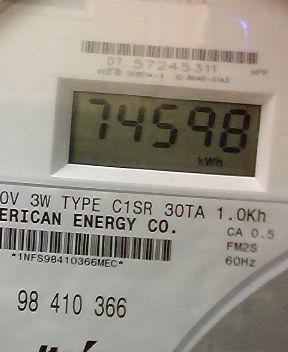 07 57245311
74598
kWh
0V 3W TYPE C1SR 30TA 1.0Kh
ERICAN ENERGY CO.
CA 0.5
FM2S
60Hz
*1NFS98410366MEC*
98 410 366